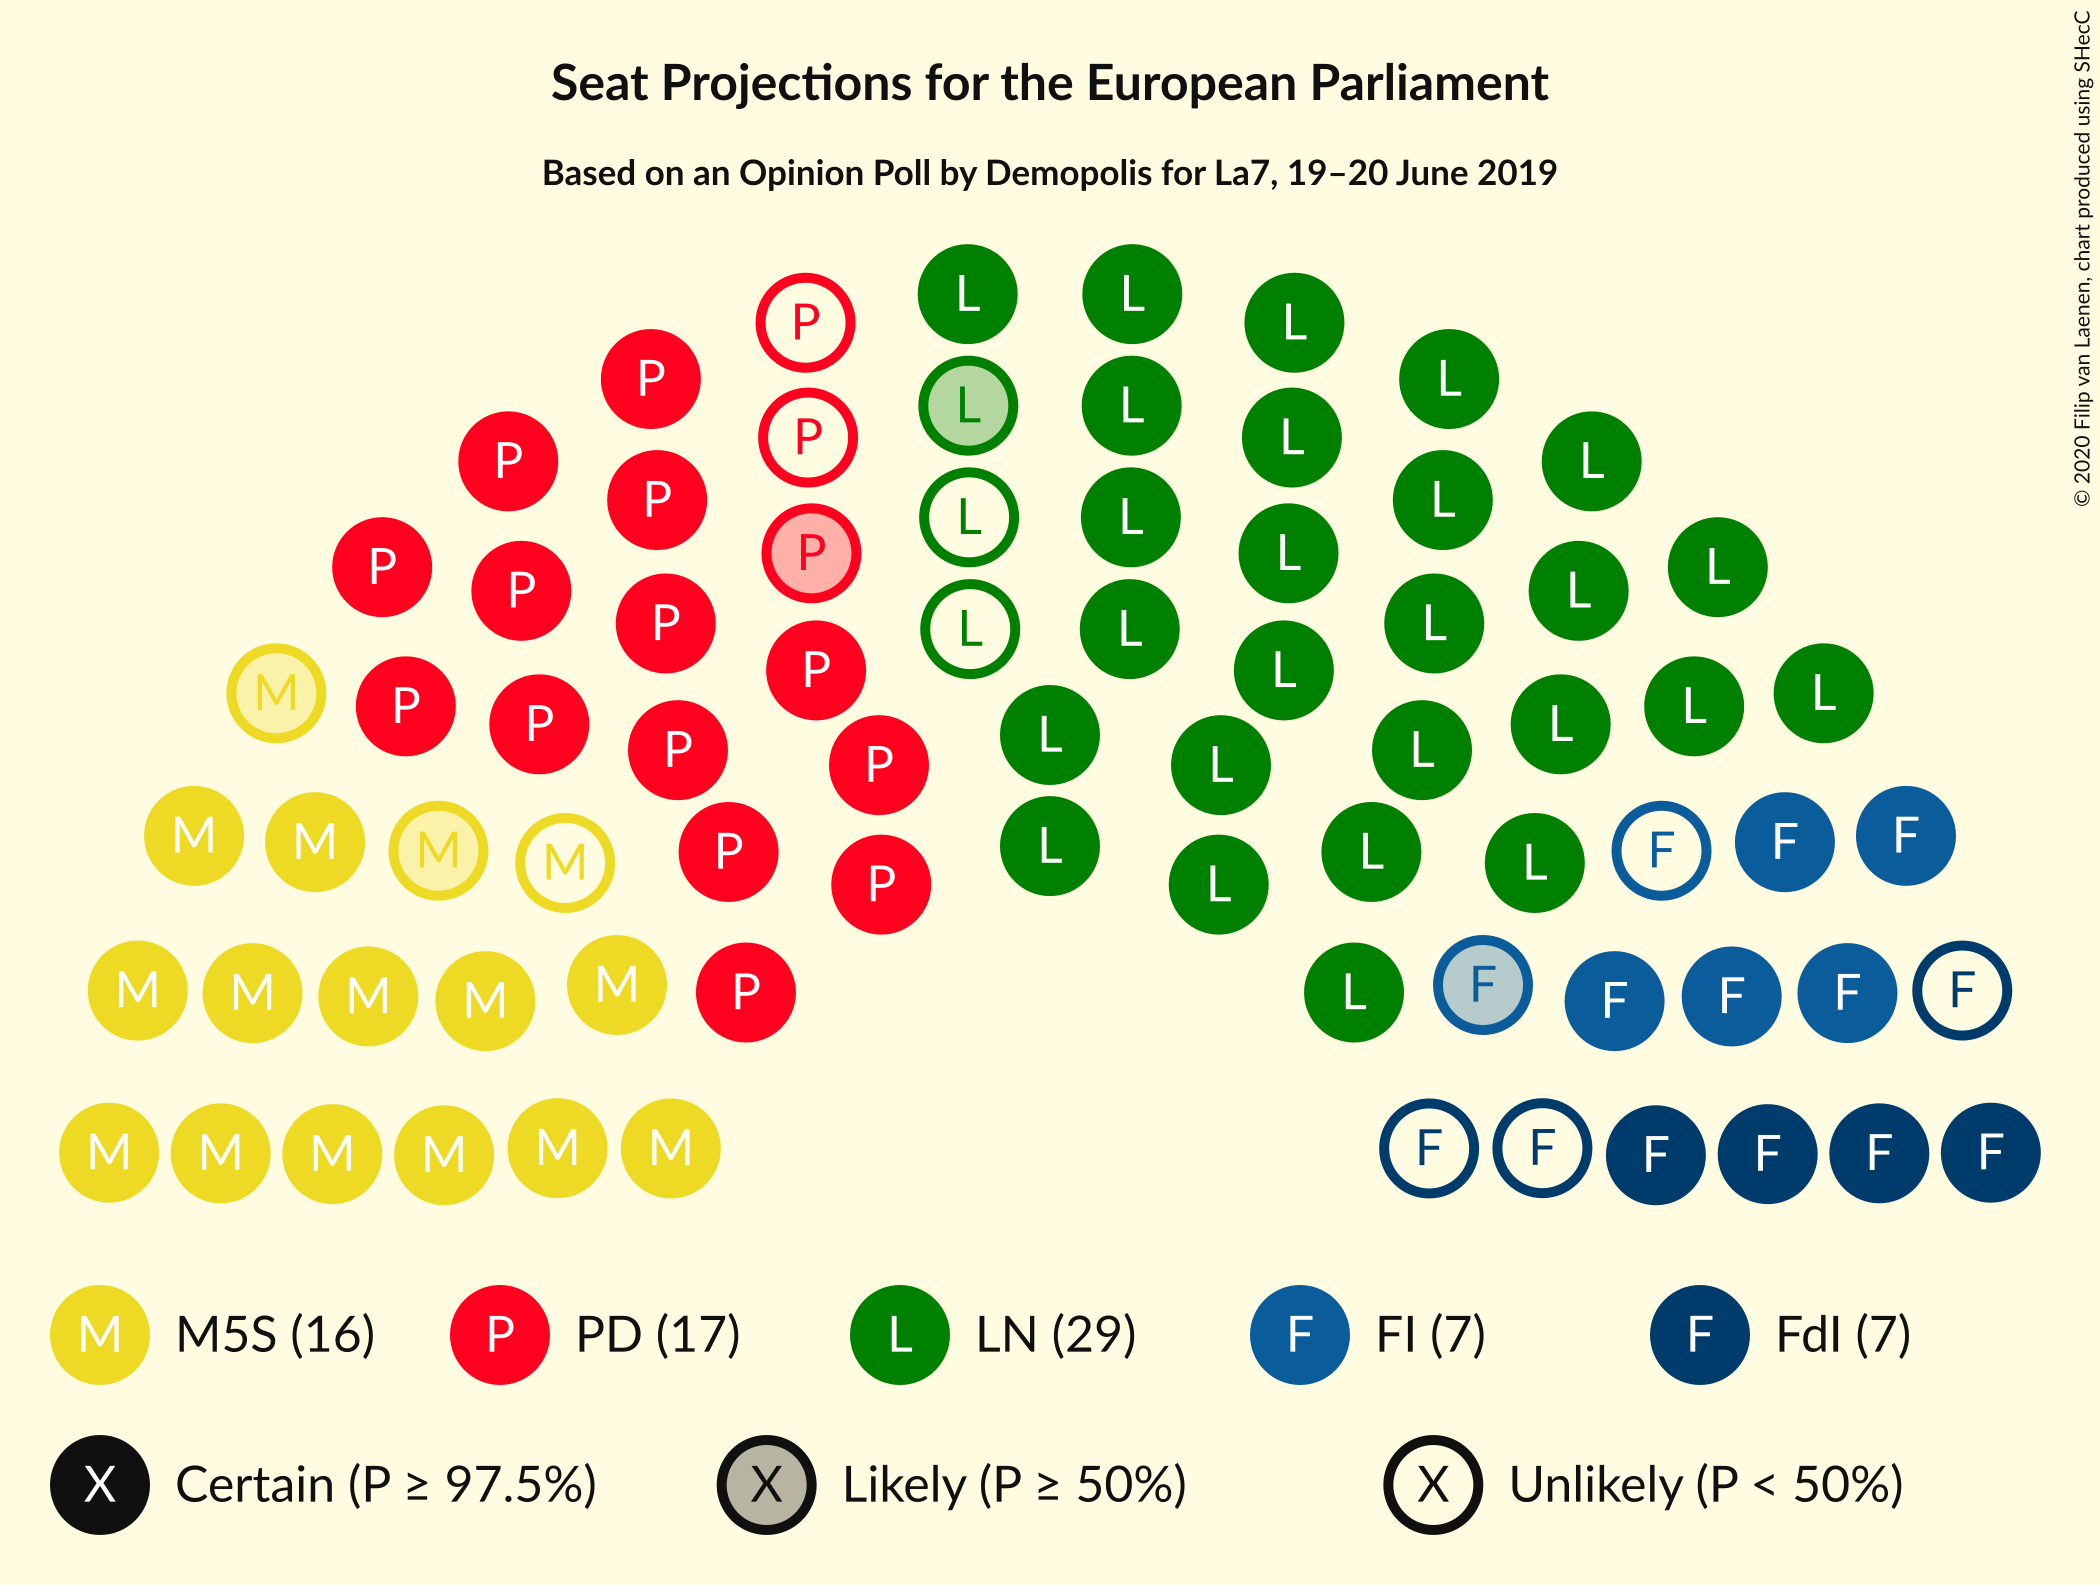 Seat Projections for the European Parliament
Based on an Opinion Poll by Demopolis for La7, 19–20 June 2019
© 2020 Filip van Laenen, chart produced using SHecC
L L
P L
P L
L L
P L
P L
P L
P L
L L
P L
P L
P L
P L
L L
P L
M P P P P P L L L L L L
L L
M M M M P P L L F F F
M M M M M P L F F F F F
M M M M M M F F F F F F
M M5S (16) P PD (17) L LN (29) F FI (7) F FdI (7)
X Certain (P ≥ 97.5%) X Likely (P ≥ 50%) X Unlikely (P < 50%)